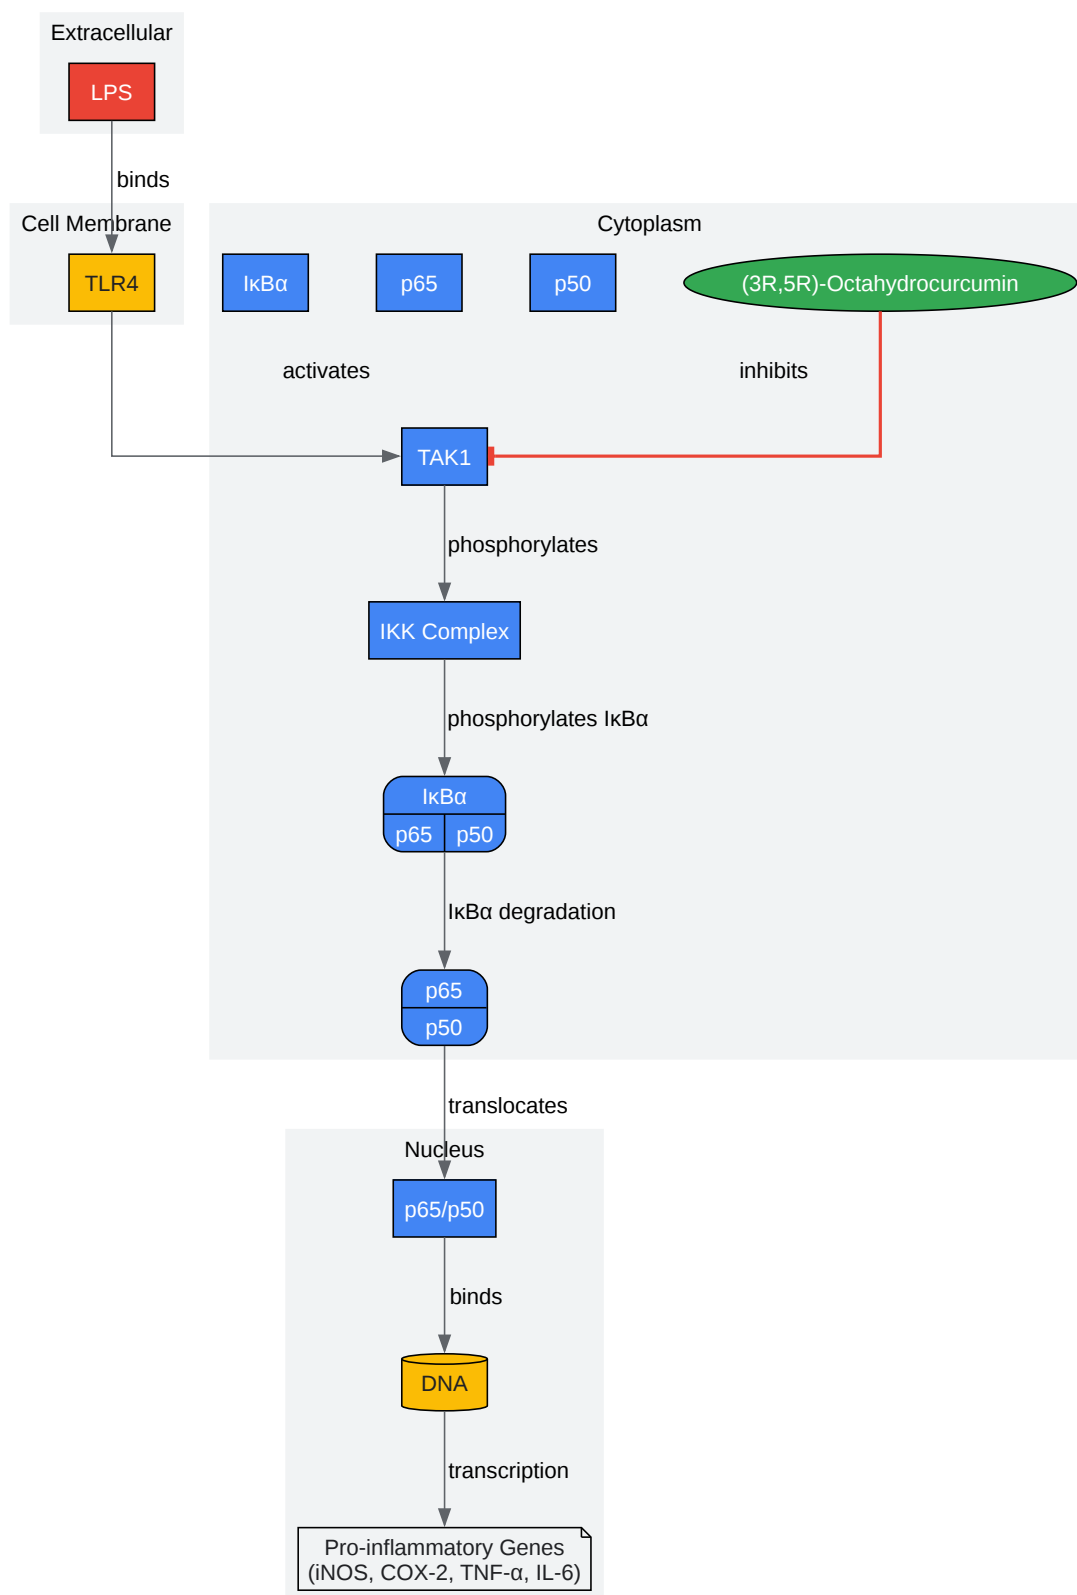 Extracellular
LPS
binds
Cell Membrane
TLR4
Cytoplasm
IκBα
p65
p50
(3R,5R)-Octahydrocurcumin
activates
inhibits
TAK1
phosphorylates
IKK Complex
phosphorylates IκBα
IκBα
p65
p50
IκBα degradation
p65
p50
translocates
Nucleus
p65/p50
binds
DNA
transcription
Pro-inflammatory Genes
(iNOS, COX-2, TNF-α, IL-6)